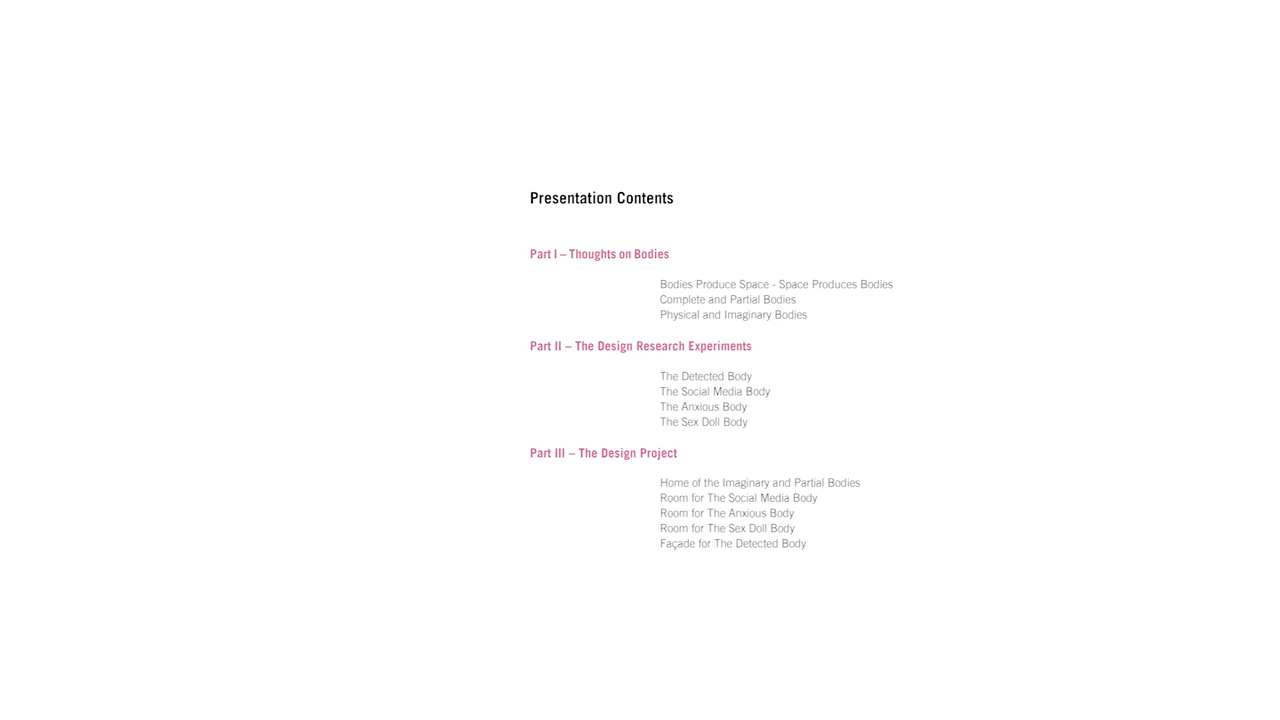 Presentation Contents
Part I – Thoughts on Bodies
Bodies Produce Space - Space Produces Bodies
Complete and Partial Bodies
Physical and Imaginary Bodies
Part II – The Design Research Experiments
The Detected Body
The Social Media Body
The Anxious Body
The Sex Doll Body
Part III – The Design Project
Home of the Imaginary and Partial Bodies
Room for The Social Media Body
Room for The Anxious Body
Room for The Sex Doll Body
Façade for The Detected Body